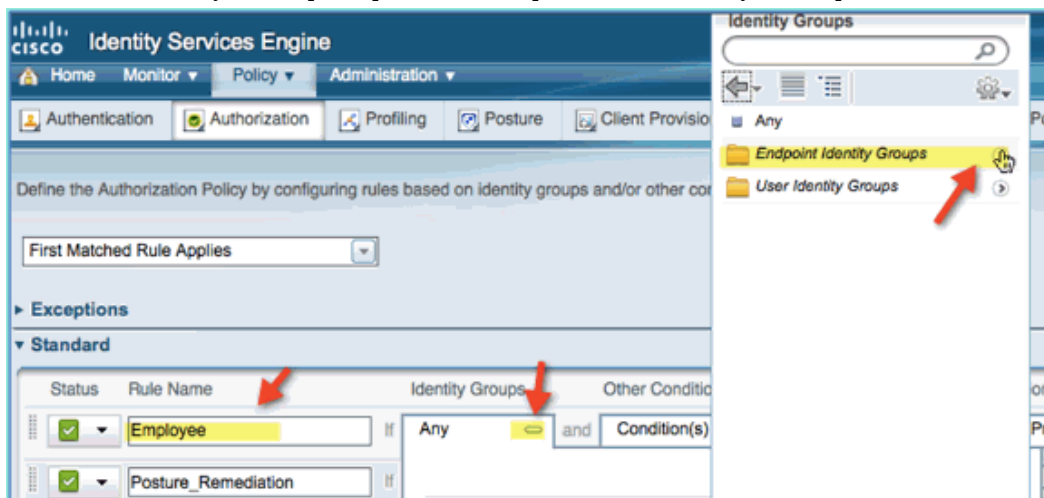 cisco Identity Services Engine
Home Monitor Policy Administration
Authentication Authorization Profiling Posture Client Provisio
Define the Authorization Policy by configuring rules based on identity groups and/or other con
First Matched Rule Applies
Exceptions
Standard
Status Rule Name Identity Groups Other Conditio
Employee If Any and Condition(s)
Posture_Remediation If
Identity Groups
Any
Endpoint Identity Groups
User Identity Groups